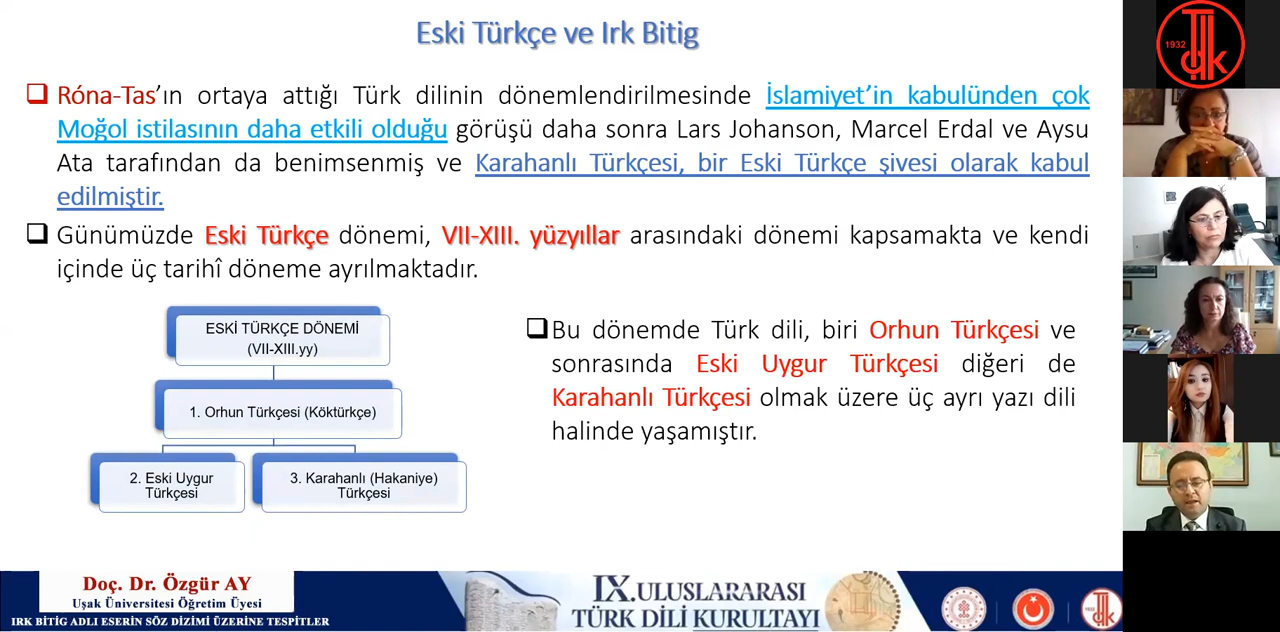 Eski Türkçe ve Irk Bitig
Róna-Tas’ın ortaya attığı Türk dilinin dönemlendirilmesinde İslamiyet’in kabulünden çok
Moğol istilasının daha etkili olduğu görüşü daha sonra Lars Johanson, Marcel Erdal ve Aysu
Ata tarafından da benimsenmiş ve Karahanlı Türkçesi, bir Eski Türkçe şivesi olarak kabul
edilmiştir.
Günümüzde Eski Türkçe dönemi, VII-XIII. yüzyıllar arasındaki dönemi kapsamakta ve kendi
içinde üç tarihî döneme ayrılmaktadır.
ESKİ TÜRKÇE DÖNEMİ
(VII-XIII.yy)
1. Orhun Türkçesi (Köktürkçe)
2. Eski Uygur
Türkçesi
3. Karahanlı (Hakaniye)
Türkçesi
Bu dönemde Türk dili, biri Orhun Türkçesi ve
sonrasında Eski Uygur Türkçesi diğeri de
Karahanlı Türkçesi olmak üzere üç ayrı yazı dili
halinde yaşamıştır.
Doç. Dr. Özgür AY
Uşak Üniversitesi Öğretim Üyesi
IRK BİTİG ADLI ESERİN SÖZ DİZİMİ ÜZERİNE TESPİTLER
IX.ULUSLARARASI
TÜRK DİLİ KURULTAYI
1932